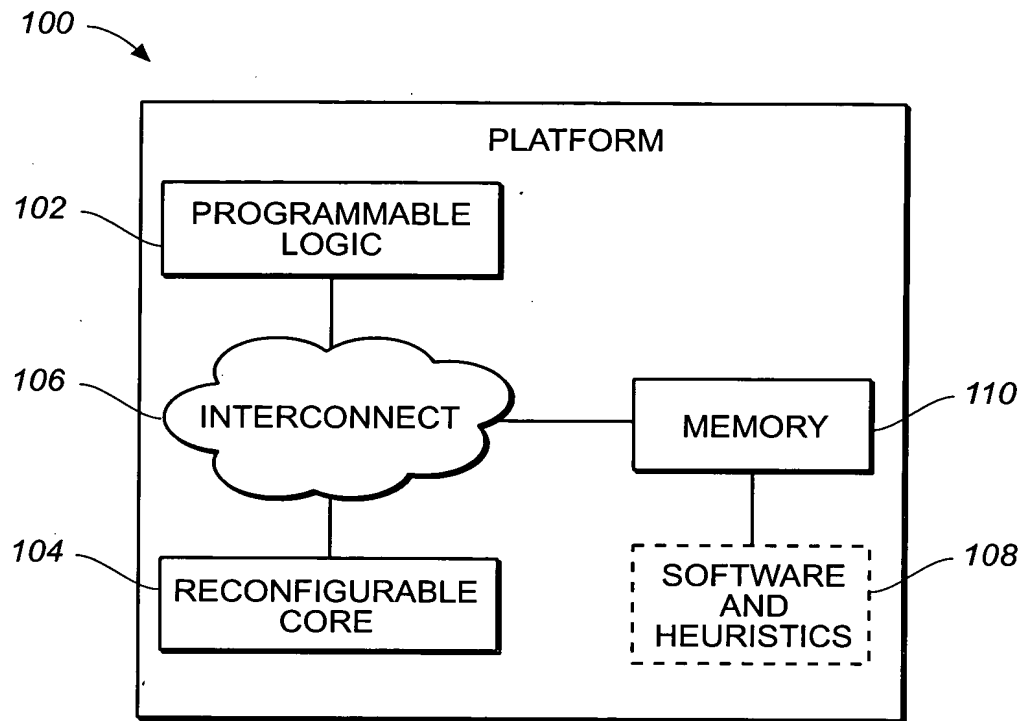 100
PLATFORM
102
PROGRAMMABLE
LOGIC
106
INTERCONNECT
MEMORY
110
104
RECONFIGURABLE
CORE
SOFTWARE
AND
HEURISTICS
108